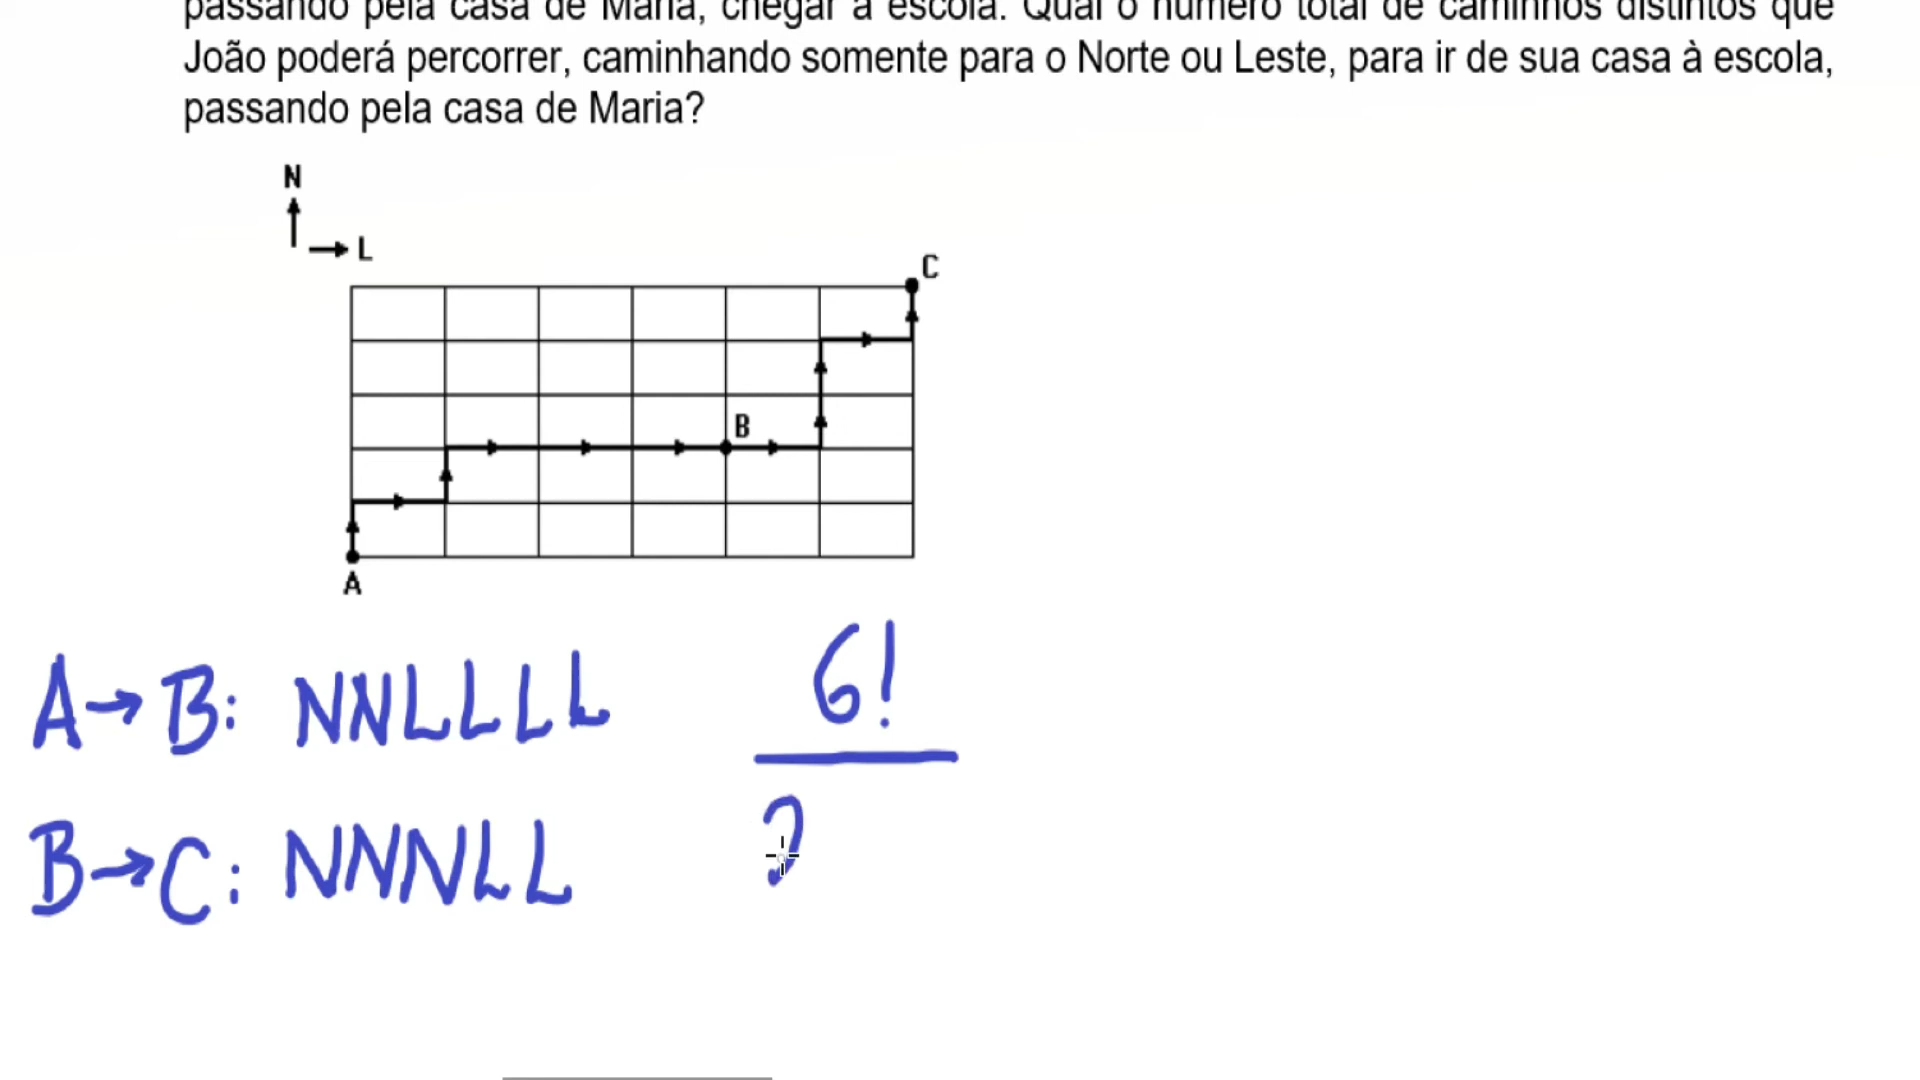 passando pela casa de Maria, chegar à escola. Qual o número total de caminhos distintos que
João poderá percorrer, caminhando somente para o Norte ou Leste, para ir de sua casa à escola,
passando pela casa de Maria?
N
L
C
B
A
A→B: NNLLLL 6!
B→C: NNNLL 2